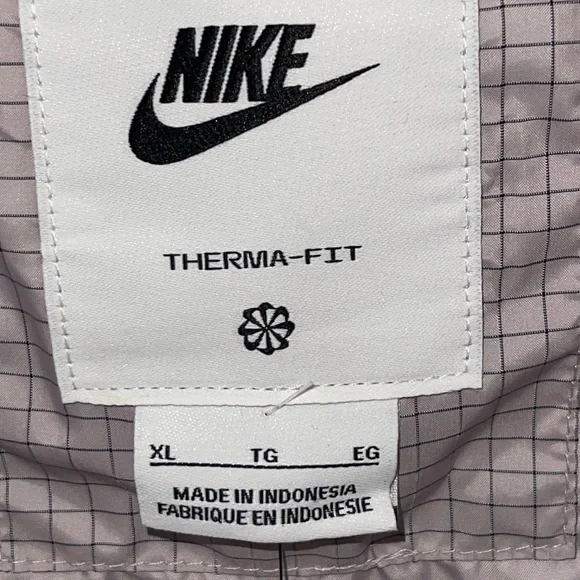 NIKE
THERMA-FIT
XL TG EG
MADE IN INDONESIA
FABRIQUE EN INDONESIE